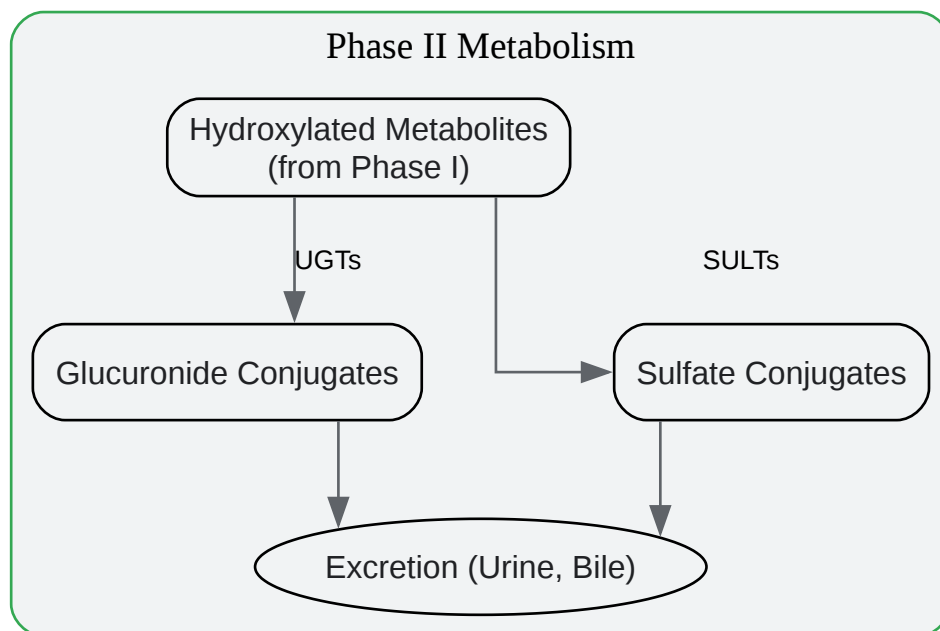 Phase II Metabolism
Hydroxylated Metabolites
(from Phase I)
UGTs
SULTs
Glucuronide Conjugates
Sulfate Conjugates
Excretion (Urine, Bile)